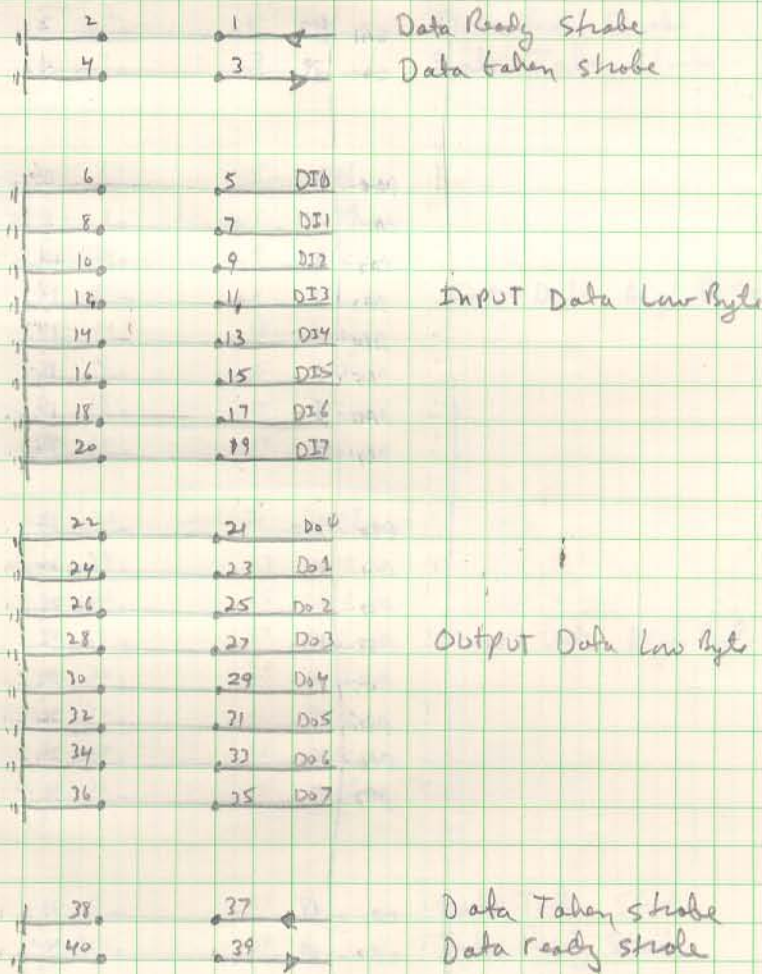 2 1 Data Ready Strobe
4 3 Data taken strobe
6 5 DI0
8 7 DI1
10 9 DI2
12 11 DI3 INPUT Data Low Byte
14 13 DI4
16 15 DI5
18 17 DI6
20 19 DI7
22 21 Do0
24 23 Do1
26 25 Do2
28 27 Do3 OUTPUT Data Low Byte
30 29 Do4
32 31 Do5
34 33 Do6
36 35 Do7
38 37 Data Taken strobe
40 39 Data ready strobe